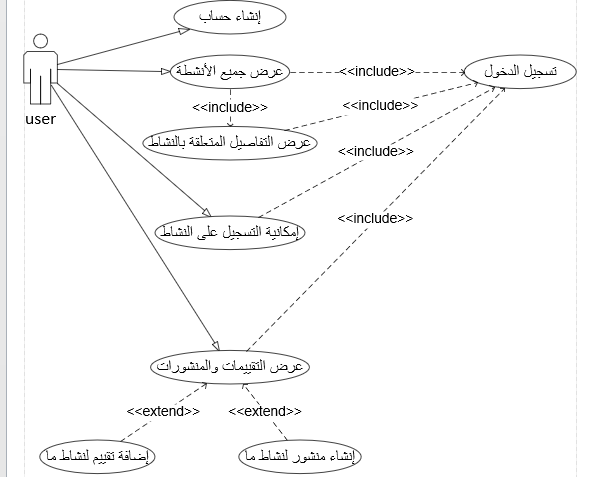 إنشاء حساب
user
عرض جميع الأنشطة
<<include>>
تسجيل الدخول
<<include>>
<<include>>
عرض التفاصيل المتعلقة بالنشاط
<<include>>
إمكانية التسجيل على النشاط
<<include>>
عرض التقييمات والمنشورات
<<extend>>
<<extend>>
إضافة تقييم لنشاط ما
إنشاء منشور لنشاط ما